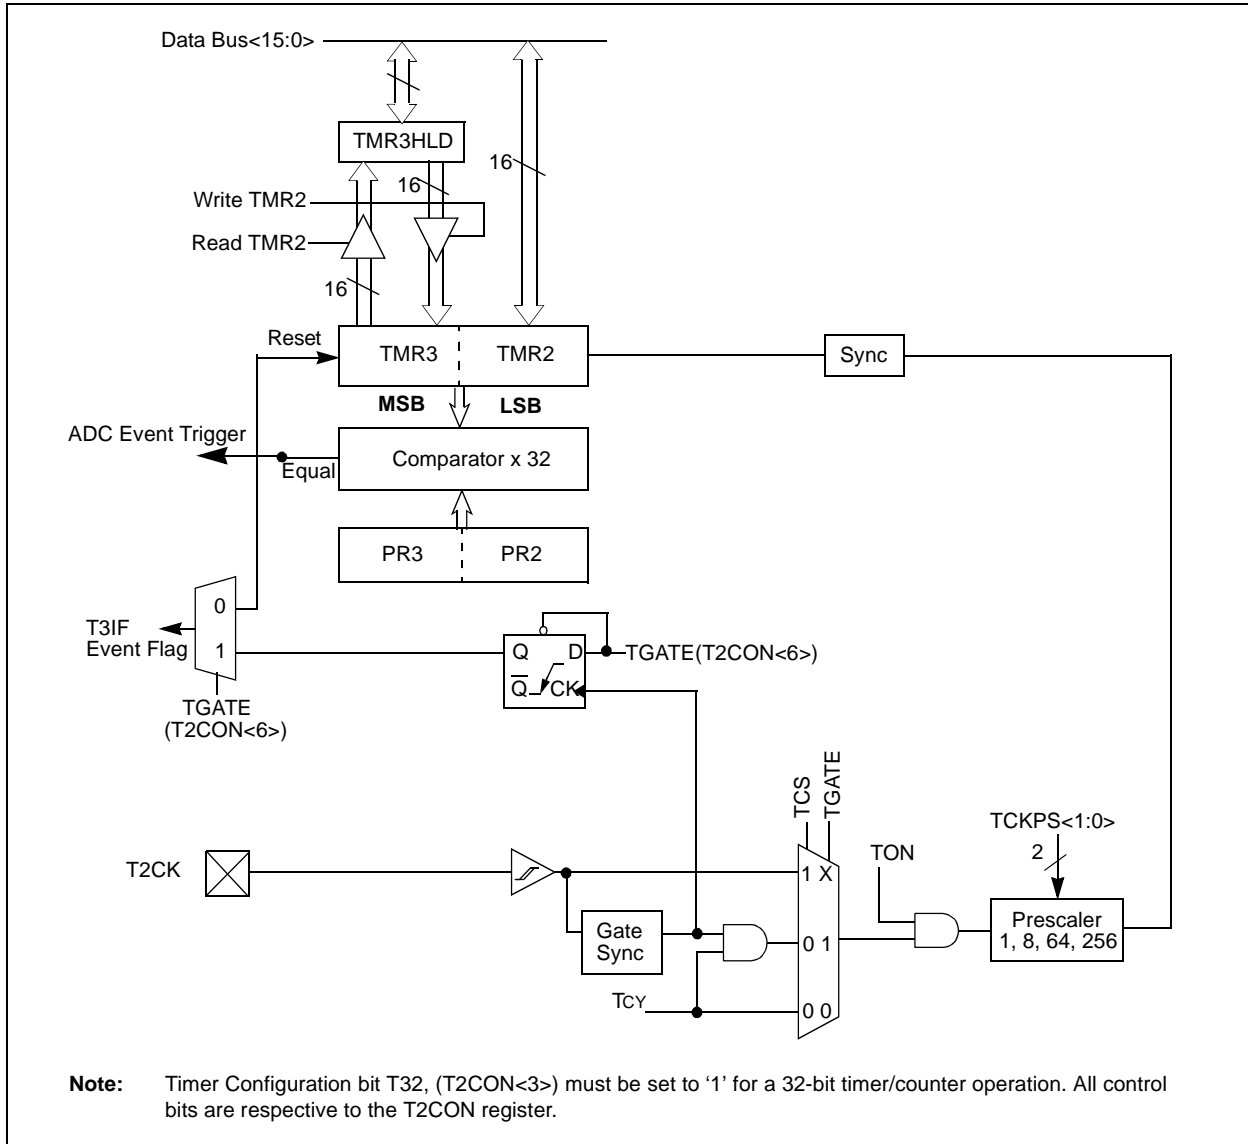 Data Bus<15:0>
TMR3HLD
16
16
Write TMR2
Read TMR2
16
Reset
TMR3
TMR2
Sync
MSB
LSB
ADC Event Trigger
Equal
Comparator x 32
PR3
PR2
0
1
T3IF
Event Flag
TGATE
(T2CON<6>)
Q
D
Q
CK
TGATE(T2CON<6>)
TCS
TGATE
TCKPS<1:0>
2
TON
T2CK
1 X
Prescaler
1, 8, 64, 256
Gate
Sync
0 1
TCY
0 0
Note: Timer Configuration bit T32, (T2CON<3>) must be set to ‘1’ for a 32-bit timer/counter operation. All control
bits are respective to the T2CON register.